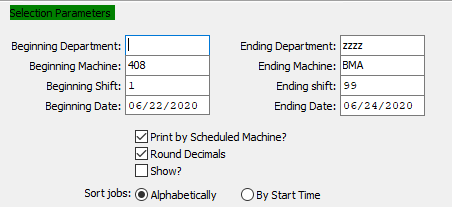 Selection Parameters
Beginning Department: Ending Department: zzzz
Beginning Machine: 408 Ending Machine: BMA
Beginning Shift: 1 Ending shift: 99
Beginning Date: 06/22/2020 Ending Date: 06/24/2020
Print by Scheduled Machine?
Round Decimals
Show?
Sort jobs: Alphabetically By Start Time